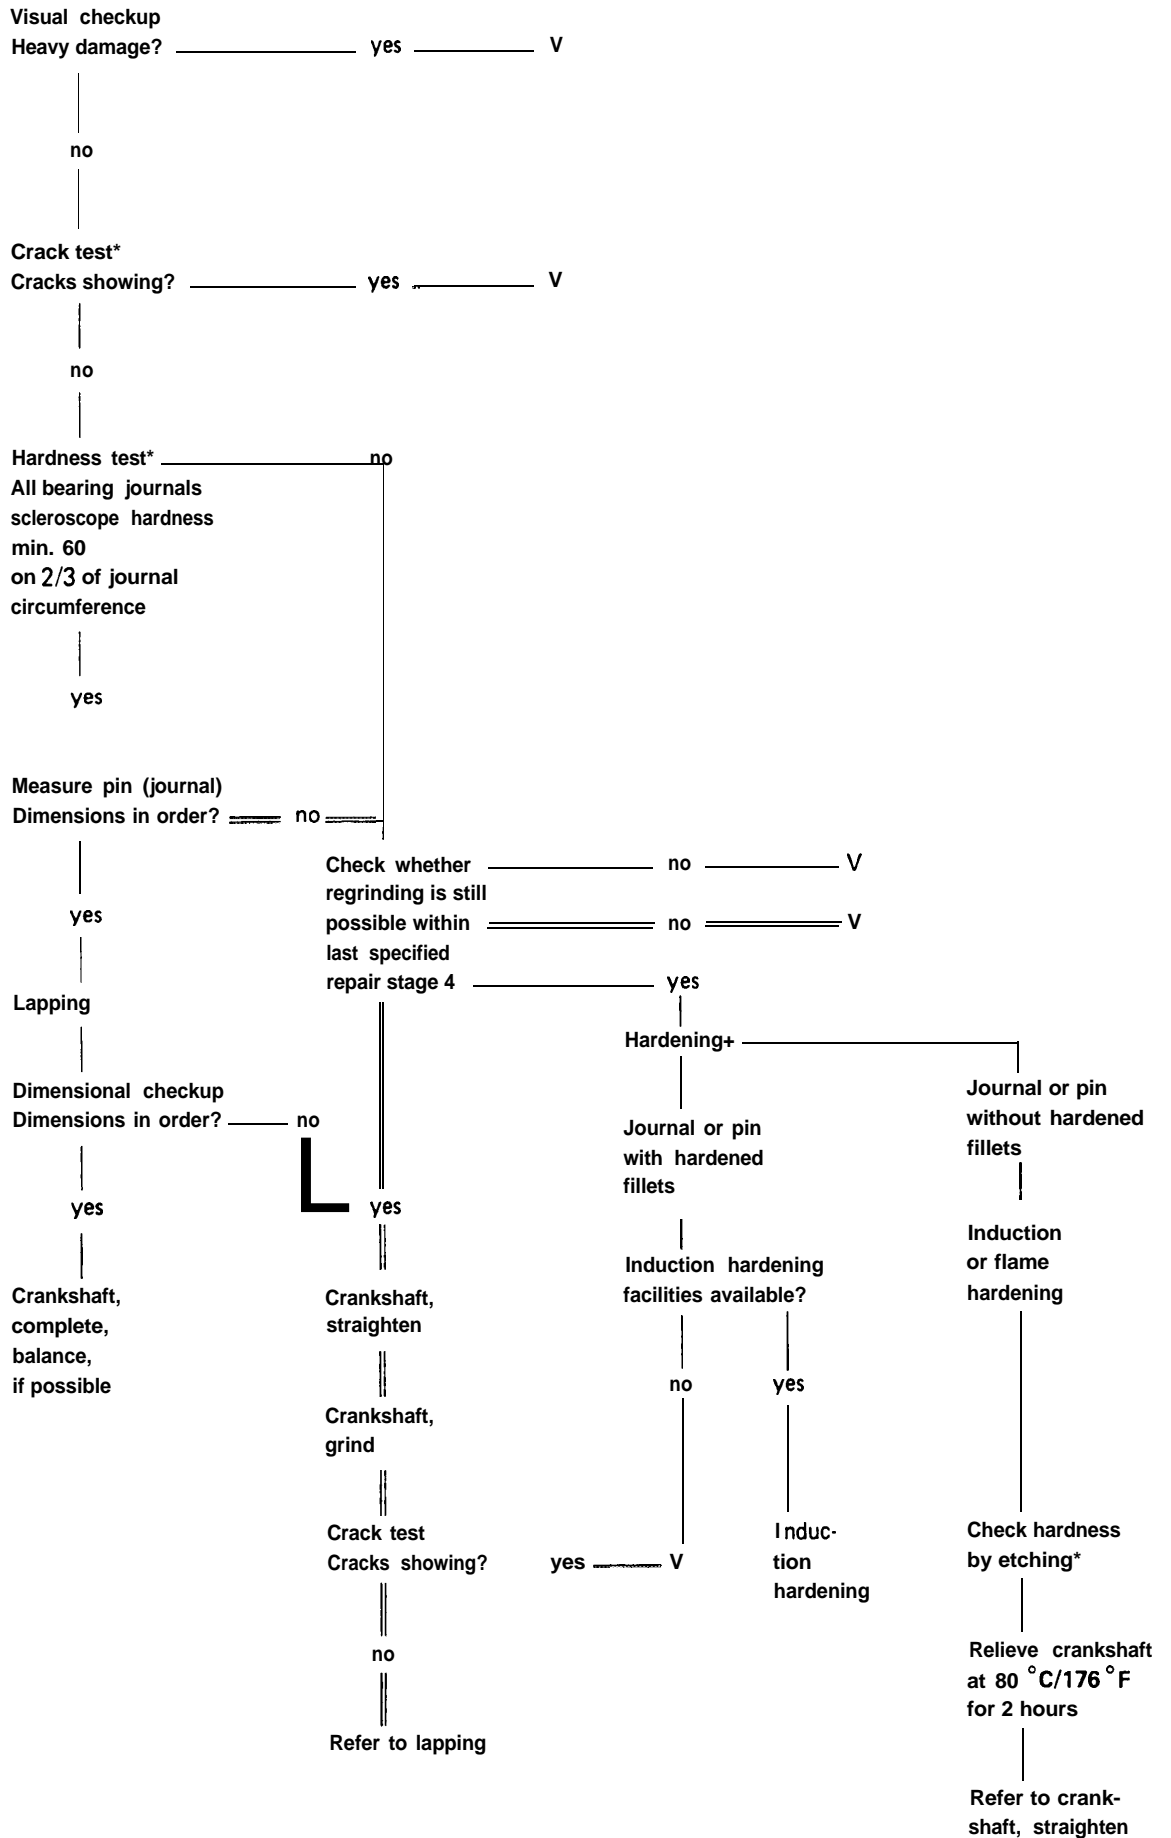 Visual checkup
Heavy damage? yes V
no
Crack test*
Cracks showing? yes V
no
Hardness test* no
All bearing journals
scleroscope hardness
min. 60
on 2/3 of journal
circumference
yes
Measure pin (journal)
Dimensions in order? no
yes
Lapping
Dimensional checkup
Dimensions in order? no
yes
Crankshaft,
complete,
balance,
if possible
Check whether no V
regrinding is still
possible within no V
last specified
repair stage 4 yes
yes
Crankshaft,
straighten
Crankshaft,
grind
Crack test
Cracks showing? yes V
no
Refer to lapping
Hardening+
Journal or pin
with hardened
fillets
Induction hardening
facilities available?
no yes
Induc-
tion
hardening
Journal or pin
without hardened
fillets
Induction
or flame
hardening
Check hardness
by etching*
Relieve crankshaft
at 80 °C/176 °F
for 2 hours
Refer to crank-
shaft, straighten